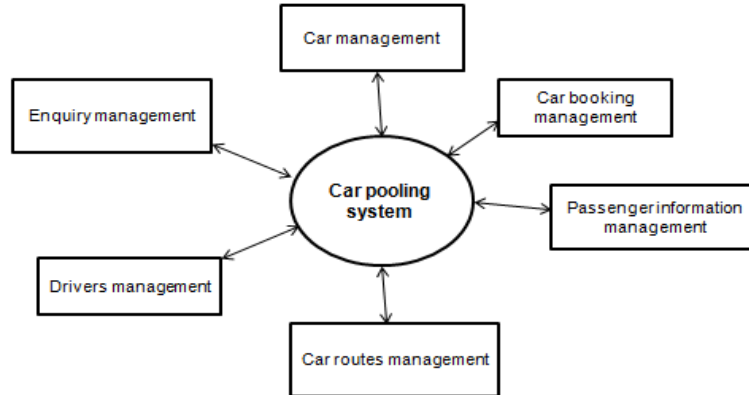 Car management
Enquiry management
Car booking
management
Car pooling
system
Passenger information
management
Drivers management
Car routes management